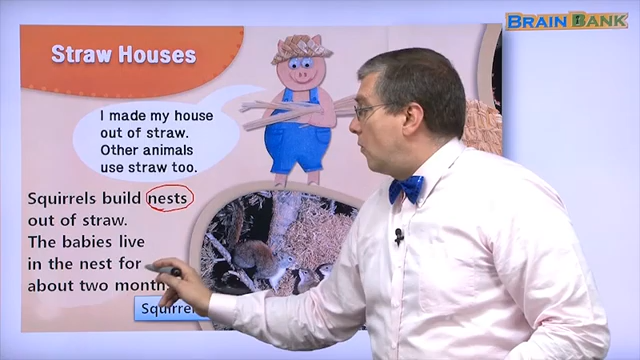 BRAIN BANK
Straw Houses
I made my house
out of straw.
Other animals
use straw too.
Squirrels build nests
out of straw.
The babies live
in the nest for
about two month